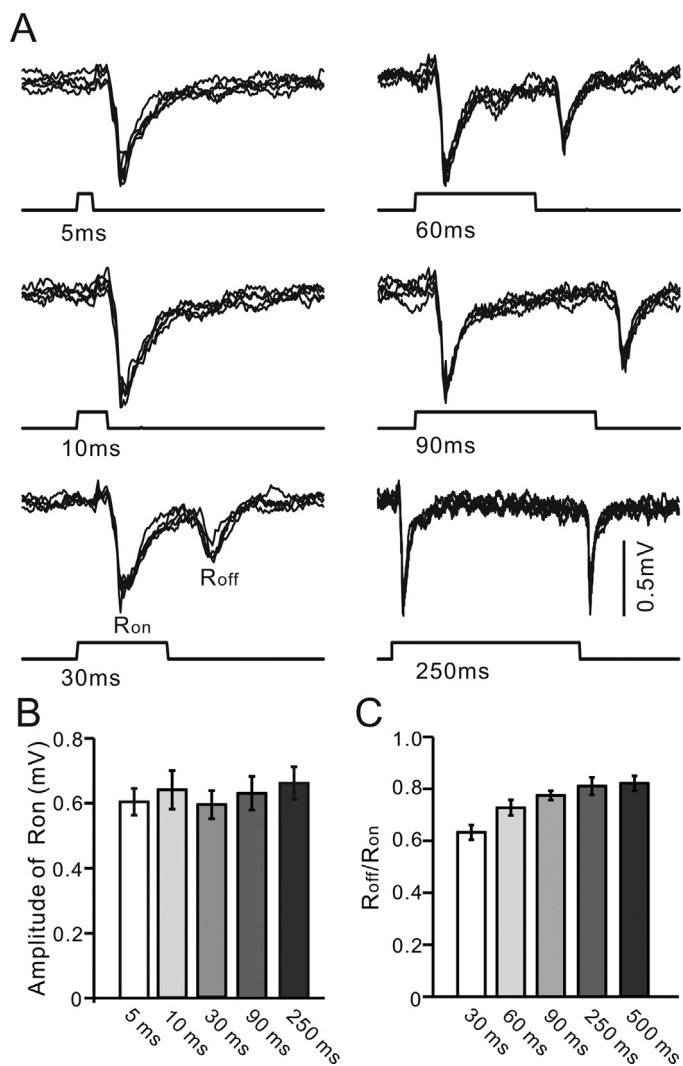 A
5ms
60ms
10ms
90ms
Roff
Ron
0.5mV
30ms
250ms
B
C
Amplitude of Ron (mV)
0.8
0.6
0.4
0.2
0
5 ms
10 ms
30 ms
90 ms
250 ms
Roff/Ron
1.0
0.8
0.6
0.4
0.2
0
30 ms
60 ms
90 ms
250 ms
500 ms